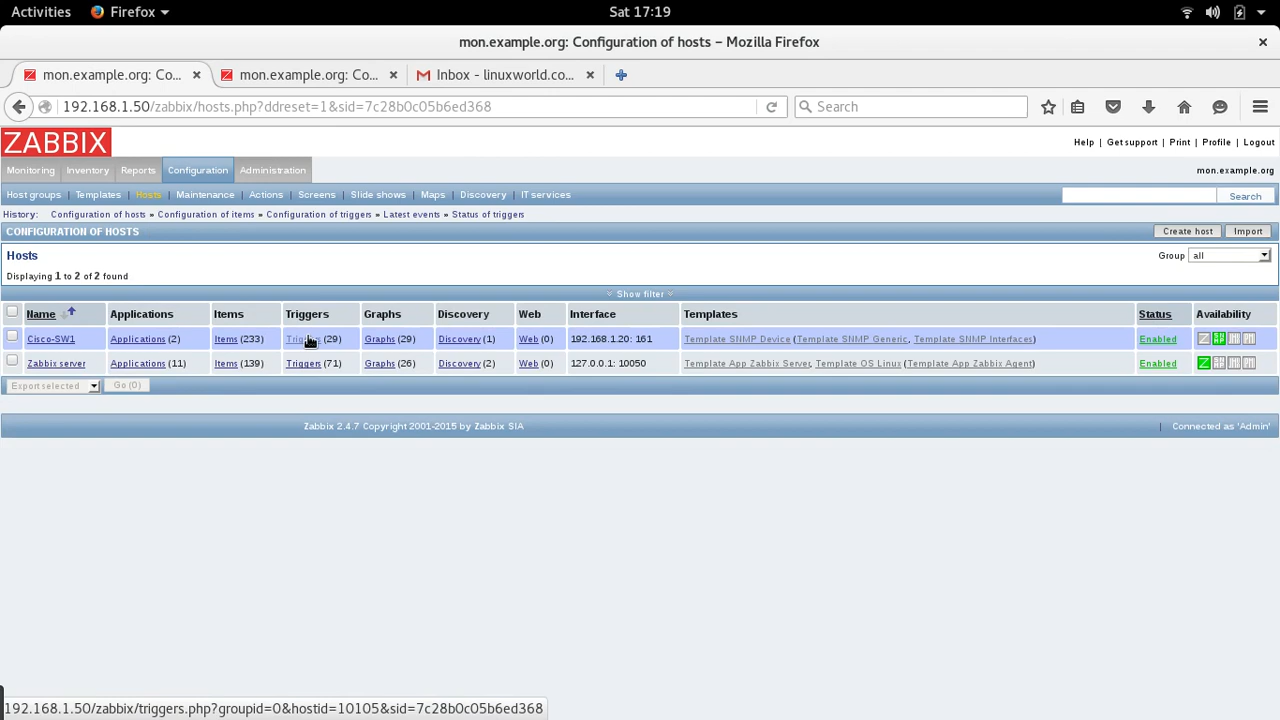 Activities Firefox Sat 17:19
mon.example.org: Configuration of hosts – Mozilla Firefox
mon.example.org: Co... mon.example.org: Co... Inbox - linuxworld.co...
192.168.1.50/zabbix/hosts.php?ddreset=1&sid=7c28b0c05b6ed368 Search
ZABBIX Help | Get support | Print | Profile | Logout
Monitoring Inventory Reports Configuration Administration mon.example.org
Host groups | Templates | Hosts | Maintenance | Actions | Screens | Slide shows | Maps | Discovery | IT services Search
History: Configuration of hosts » Configuration of items » Configuration of triggers » Latest events » Status of triggers
CONFIGURATION OF HOSTS Create host Import
Hosts Group all
Displaying 1 to 2 of 2 found
Show filter
Name Applications Items Triggers Graphs Discovery Web Interface Templates Status Availability
Cisco-SW1 Applications (2) Items (233) (29) Graphs (29) Discovery (1) Web (0) 192.168.1.20: 161 Template SNMP Device (Template SNMP Generic, Template SNMP Interfaces) Enabled
Zabbix server Applications (11) Items (139) Triggers (71) Graphs (26) Discovery (2) Web (0) 127.0.0.1: 10050 Template App Zabbix Server, Template OS Linux (Template App Zabbix Agent) Enabled
Export selected Go (0)
Zabbix 2.4.7 Copyright 2001-2015 by Zabbix SIA | Connected as 'Admin'
192.168.1.50/zabbix/triggers.php?groupid=0&hostid=10105&sid=7c28b0c05b6ed368